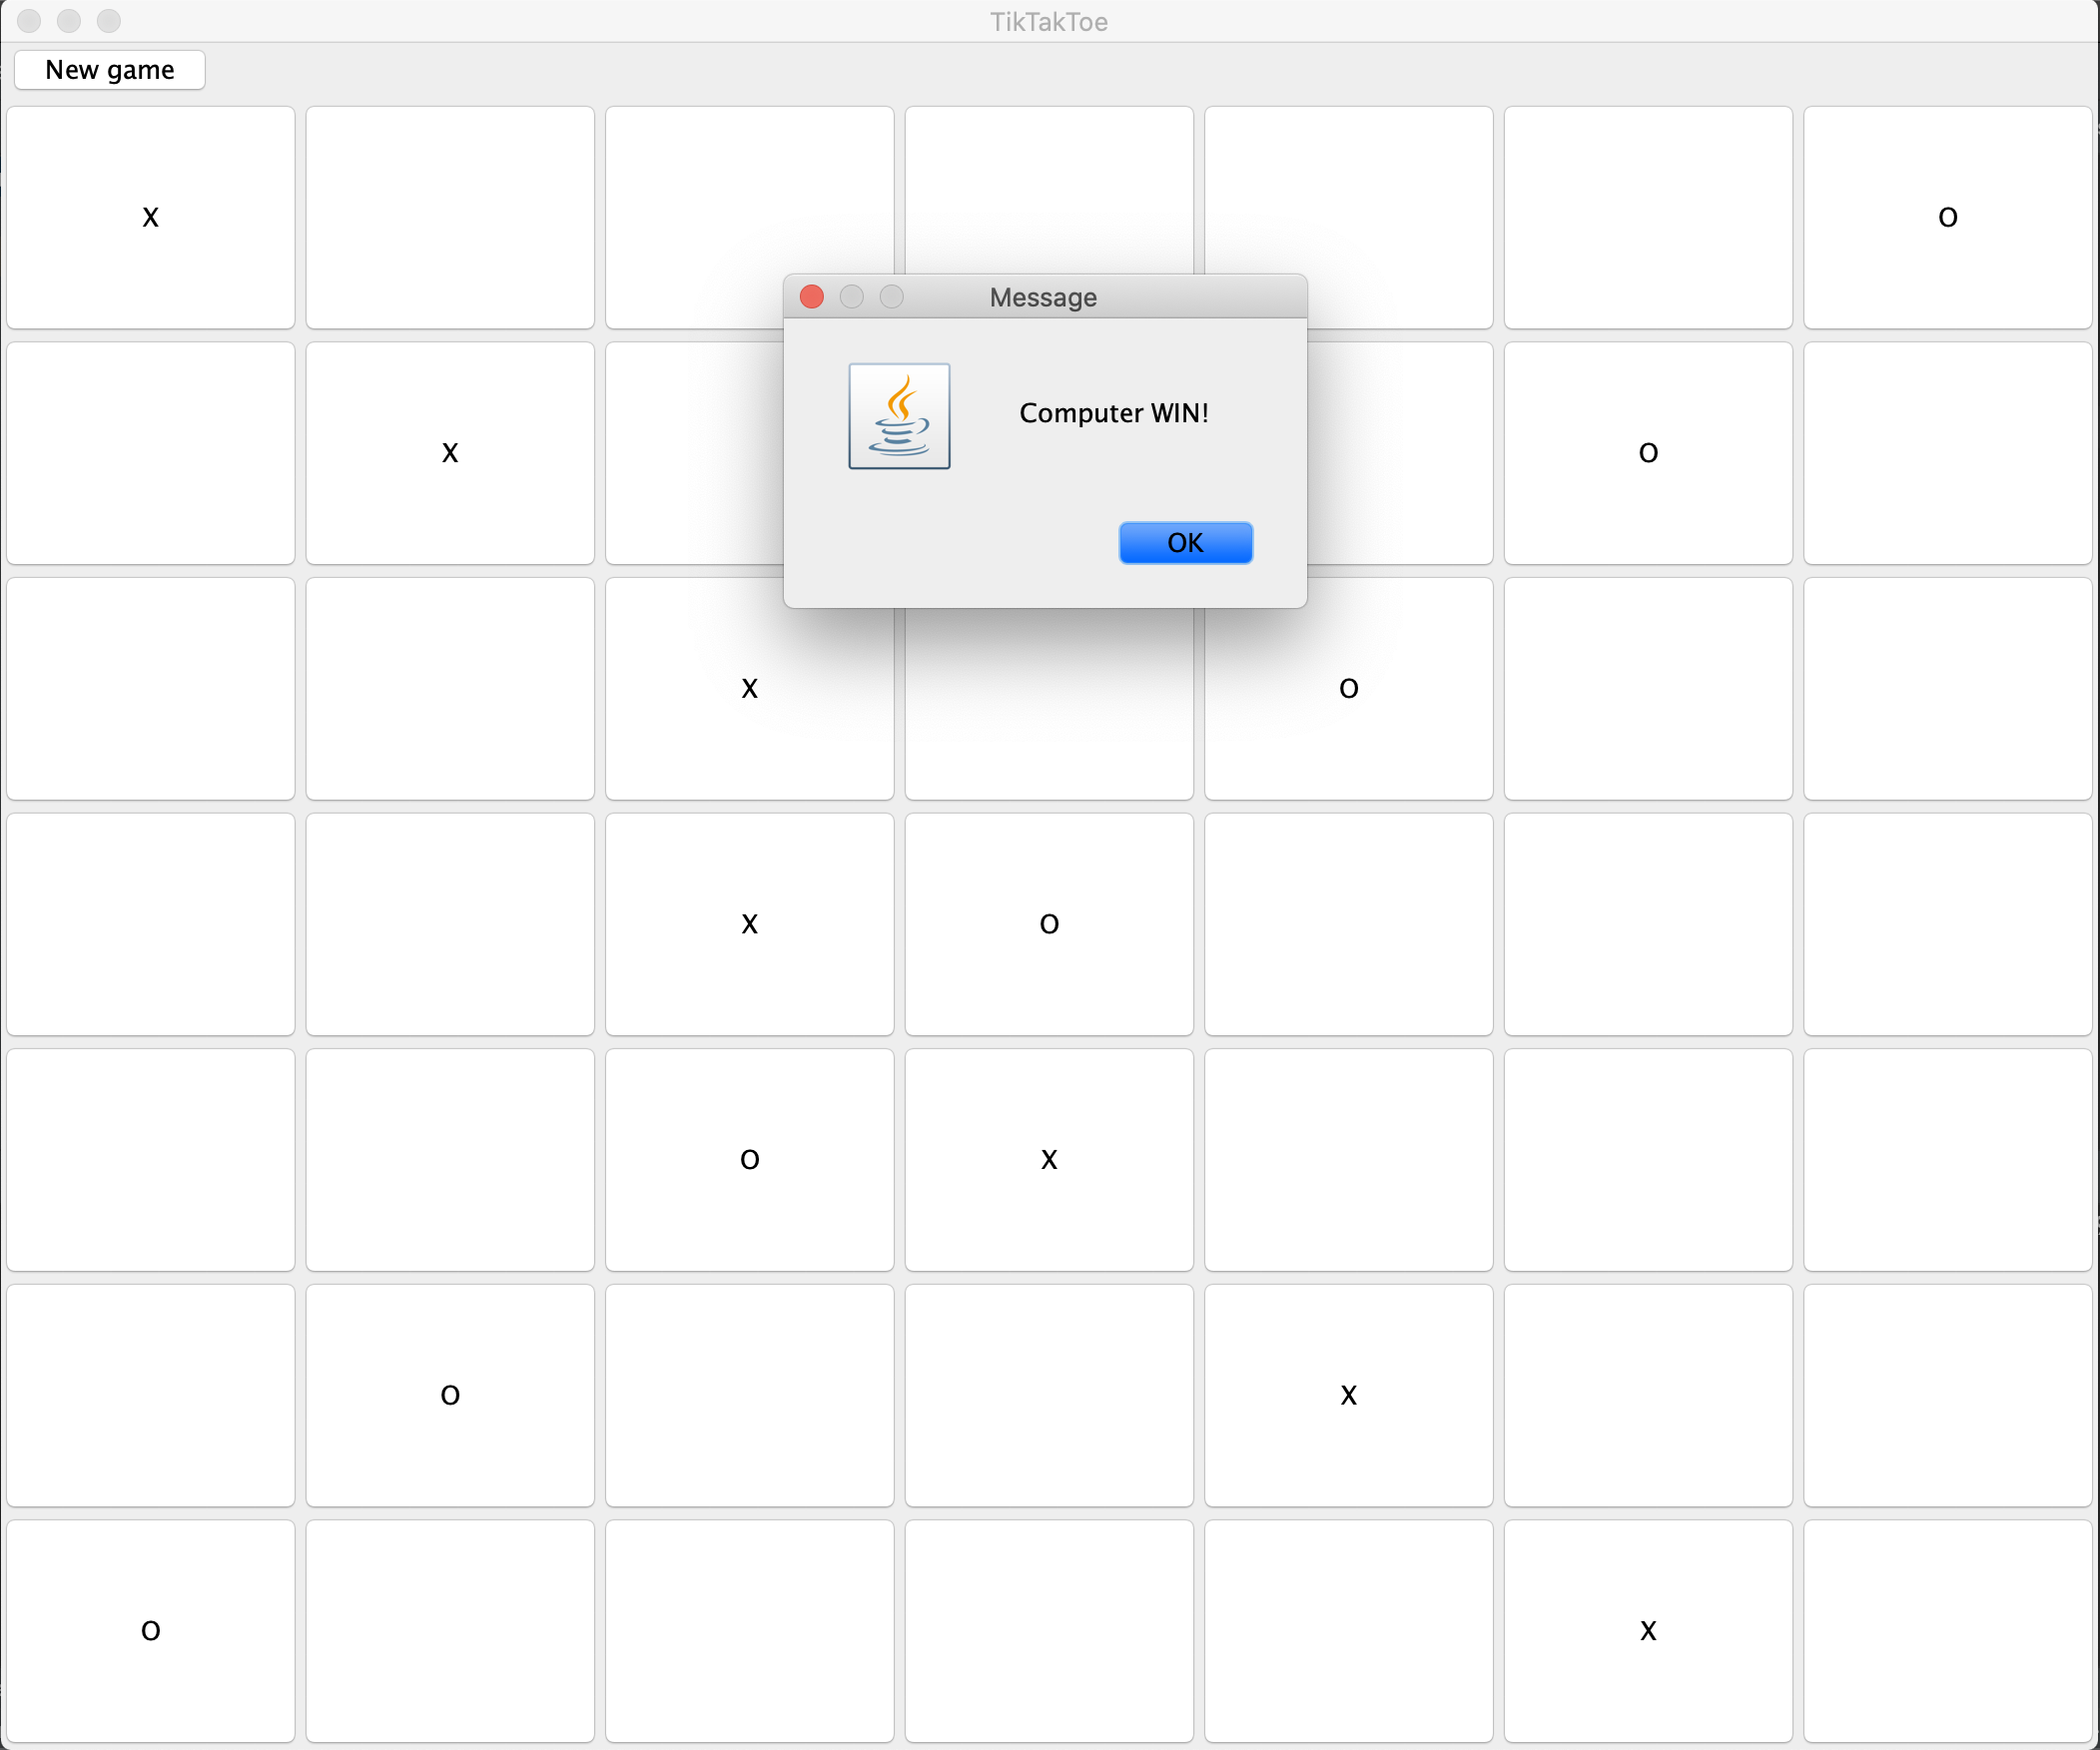 TikTakToe
New game
x o
Message
Computer WIN!
x o
OK
x o
x o
o x
o x
o x